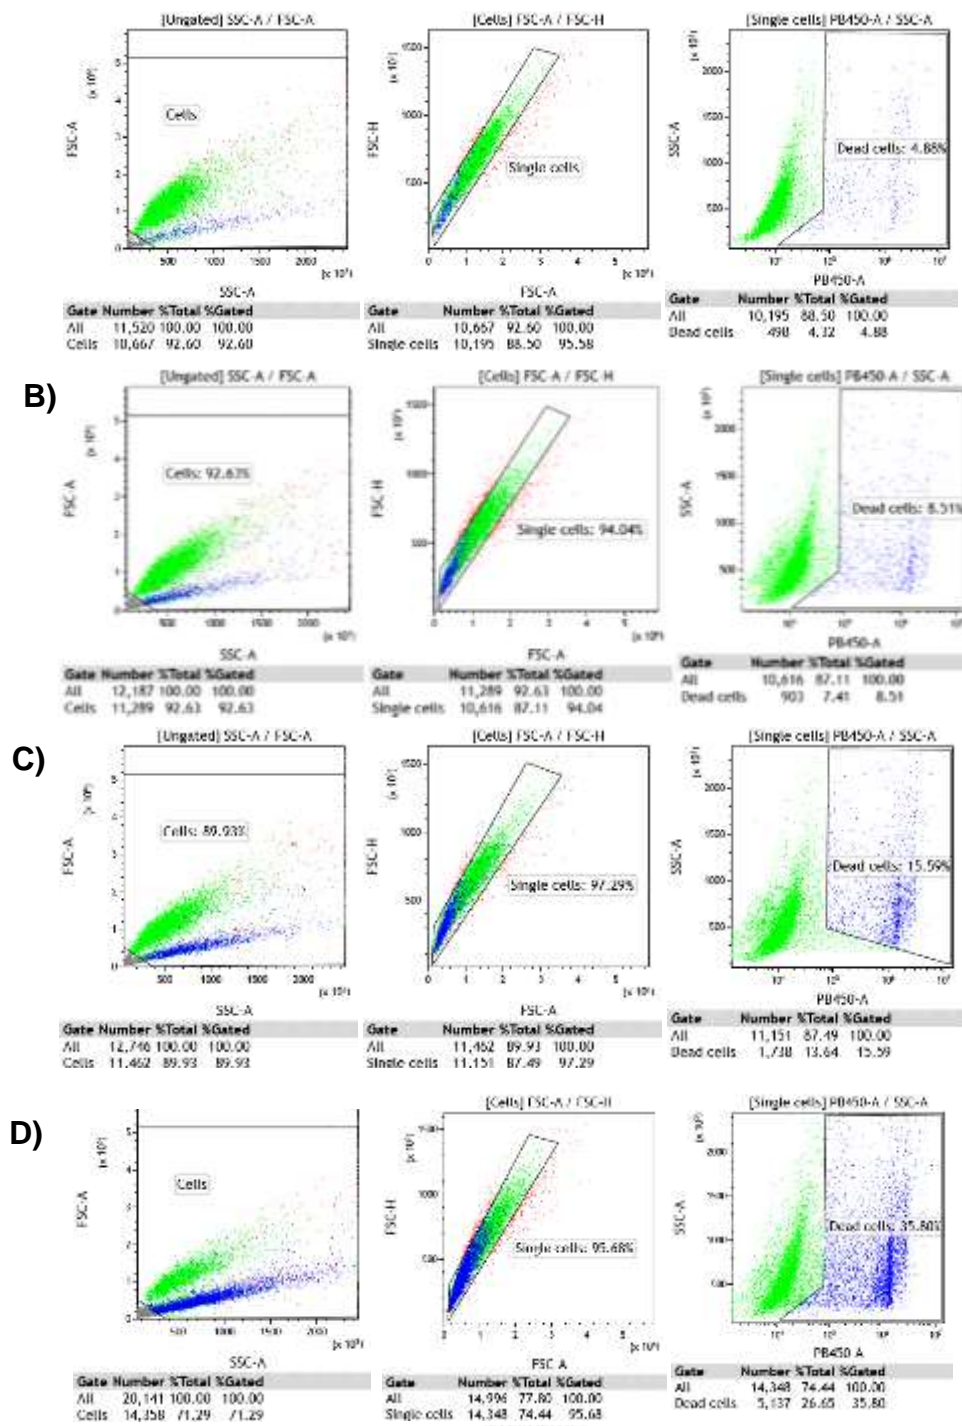 [Ungated] SSC-A / FSC-A
[Cells] FSC-A / FSC-H
[Single cells] PB450-A / SSC-A
Cells
Single cells
Dead cells: 4.88%
FSC-A
FSC-H
SSC-A
SSC-A
FSC-A
PB450-A
Gate Number %Total %Gated
All 11,520 100.00 100.00
Cells 10,667 92.60 92.60
Gate Number %Total %Gated
All 10,667 92.60 100.00
Single cells 10,195 88.50 95.58
Gate Number %Total %Gated
All 10,195 88.50 100.00
Dead cells 498 4.32 4.88
B)
[Ungated] SSC-A / FSC-A
[Cells] FSC-A / FSC-H
[Single cells] PB450-A / SSC-A
Cells: 92.63%
Single cells: 94.04%
Dead cells: 8.51%
FSC-A
FSC-H
SSC-A
SSC-A
FSC-A
PB450-A
Gate Number %Total %Gated
All 12,187 100.00 100.00
Cells 11,289 92.63 92.63
Gate Number %Total %Gated
All 11,289 92.63 100.00
Single cells 10,616 87.11 94.04
Gate Number %Total %Gated
All 10,616 87.11 100.00
Dead cells 903 7.41 8.51
C)
[Ungated] SSC-A / FSC-A
[Cells] FSC-A / FSC-H
[Single cells] PB450-A / SSC-A
Cells: 89.93%
Single cells: 97.29%
Dead cells: 15.59%
FSC-A
FSC-H
SSC-A
SSC-A
FSC-A
PB450-A
Gate Number %Total %Gated
All 12,746 100.00 100.00
Cells 11,462 89.93 89.93
Gate Number %Total %Gated
All 11,462 89.93 100.00
Single cells 11,151 87.49 97.29
Gate Number %Total %Gated
All 11,151 87.49 100.00
Dead cells 1,738 13.64 15.59
D)
[Cells] FSC-A / FSC-H
[Single cells] PB450-A / SSC-A
Cells
Single cells: 95.68%
Dead cells: 35.80%
FSC-A
FSC-H
SSC-A
SSC-A
FSC A
PB450 A
Gate Number %Total %Gated
All 20,141 100.00 100.00
Cells 14,358 71.29 71.29
Gate Number %Total %Gated
All 14,996 77.80 100.00
Single cells 14,348 74.44 95.68
Gate Number %Total %Gated
All 14,348 74.44 100.00
Dead cells 5,137 26.65 35.80